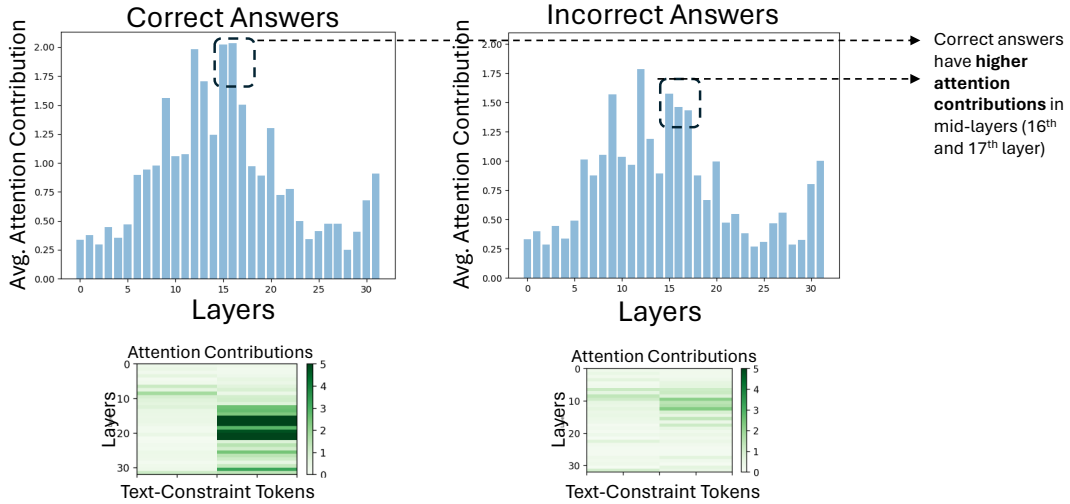 Correct Answers
Incorrect Answers
Avg. Attention Contribution
2.00
1.75
1.50
1.25
1.00
0.75
0.50
0.25
0.00
0 5 10 15 20 25 30
Layers
Avg. Attention Contribution
2.00
1.75
1.50
1.25
1.00
0.75
0.50
0.25
0.00
0 5 10 15 20 25 30
Layers
Correct answers
have higher
attention
contributions in
mid-layers (16th
and 17th layer)
Attention Contributions
Layers
0
10
20
30
5
4
3
2
1
0
Text-Constraint Tokens
Attention Contributions
Layers
0
10
20
30
5
4
3
2
1
0
Text-Constraint Tokens